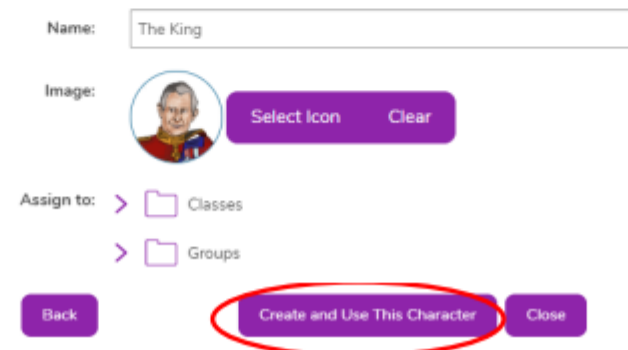 Name: The King
Image:
Select Icon Clear
Assign to: Classes
Groups
Back Create and Use This Character Close